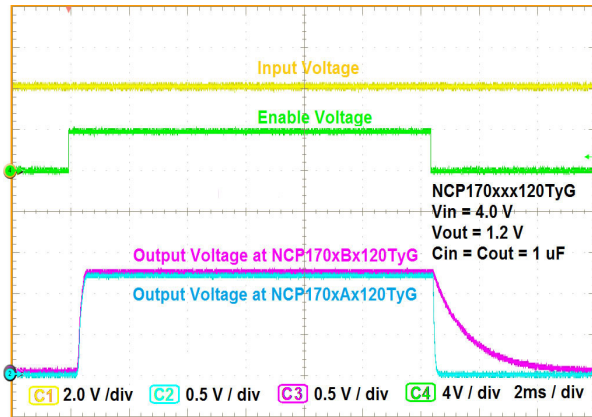 Input Voltage
Enable Voltage
4
NCP170xxx120TyG
Vin = 4.0 V
Vout = 1.2 V
Cin = Cout = 1 uF
Output Voltage at NCP170xBx120TyG
Output Voltage at NCP170xAx120TyG
2
C1 2.0 V /div C2 0.5 V / div C3 0.5 V / div C4 4V / div 2ms / div